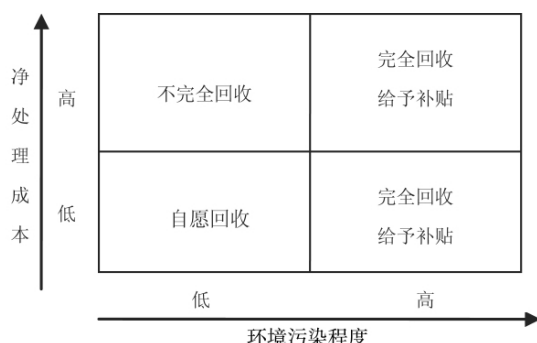 净处理成本
高
低
不完全回收
完全回收
给予补贴
自愿回收
完全回收
给予补贴
低
高
环境污染程度